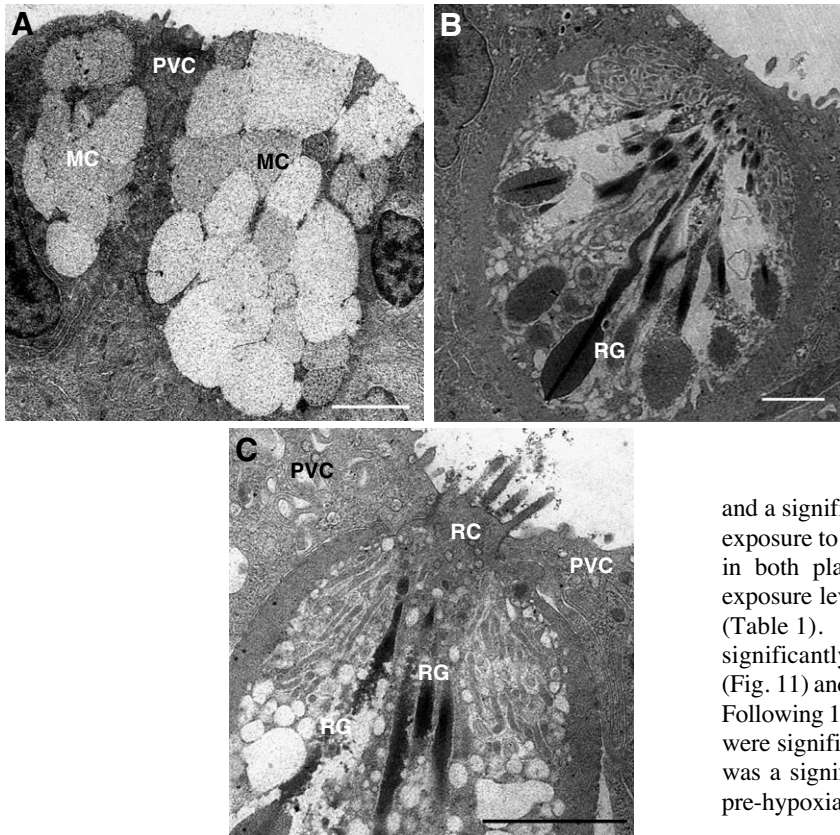 A
PVC
MC
MC
B
RG
C
PVC
RC
PVC
RG
RG
and a signifi
exposure to
in both pla
exposure lev
(Table 1).
significantly
(Fig. 11) and
Following 1
were signifi
was a signif
pre-hypoxia